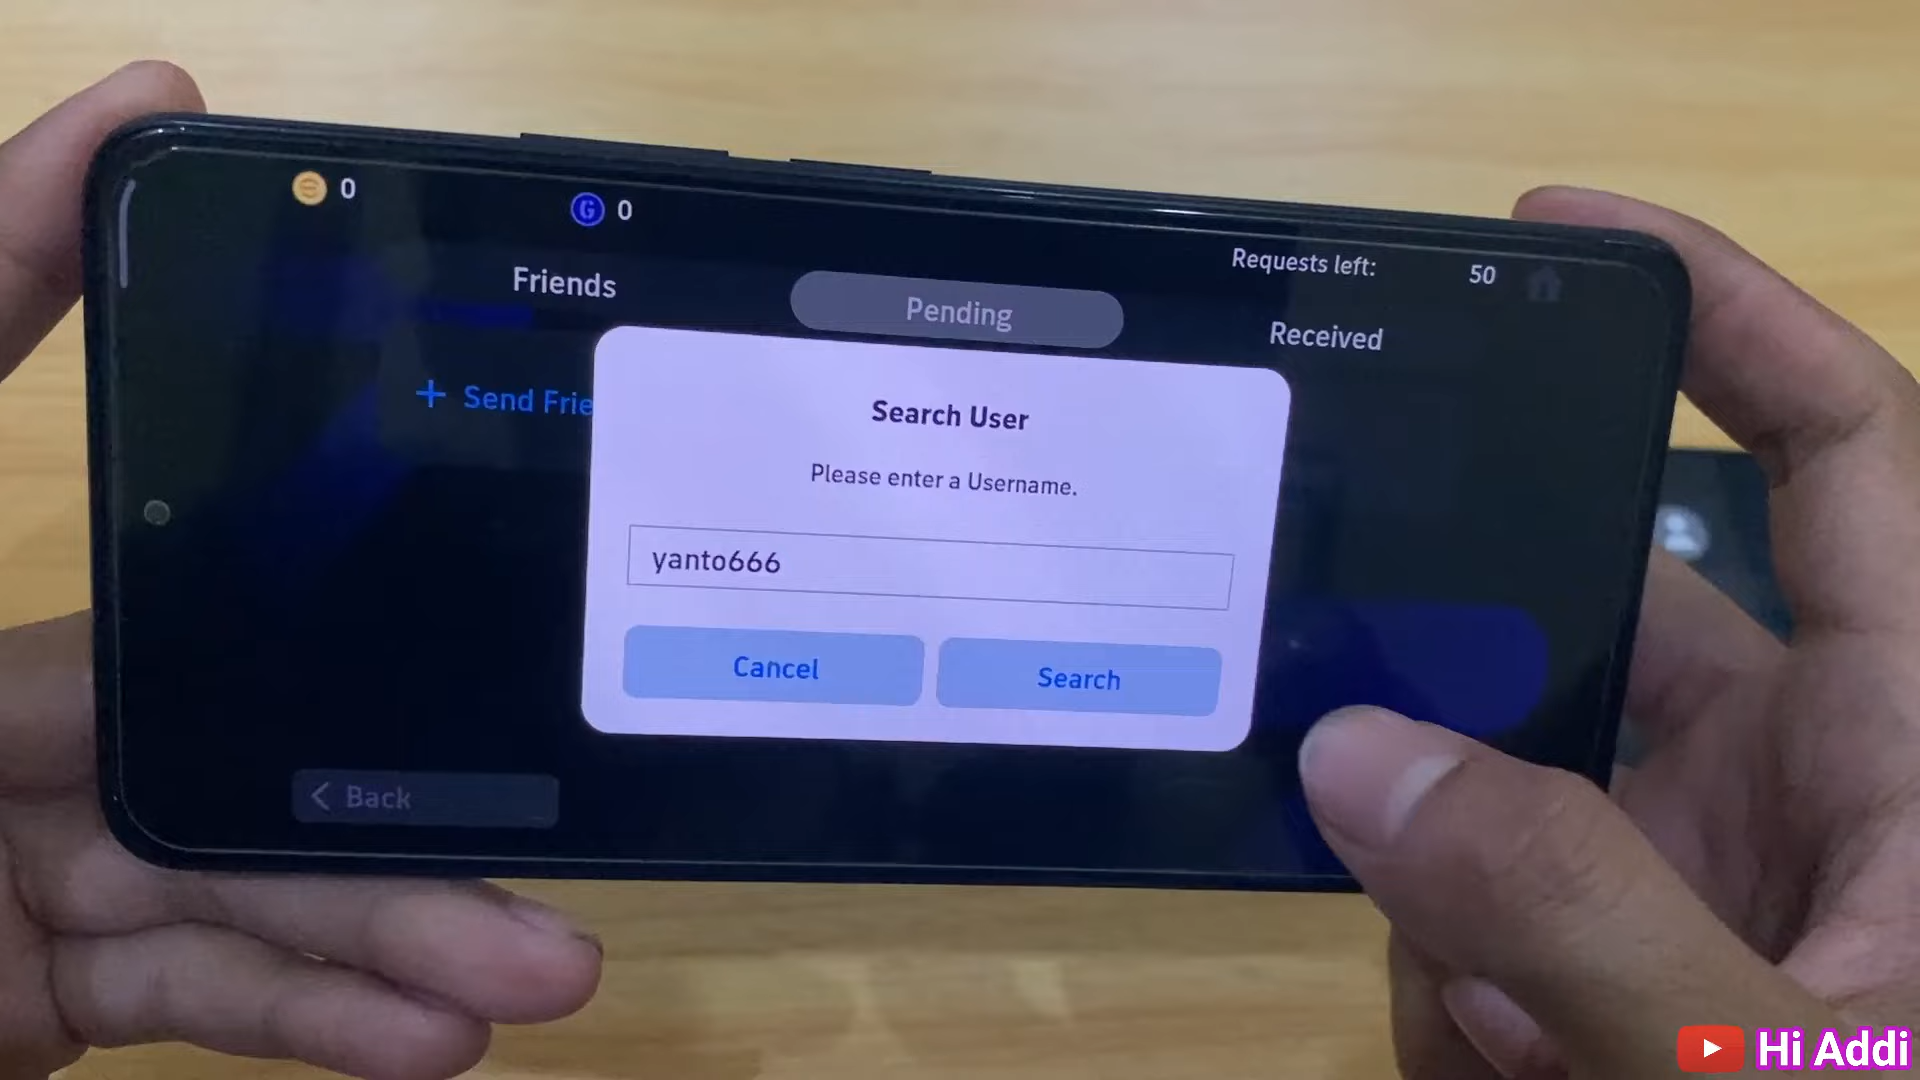 0
0
Requests left: 50
Friends
Pending
Received
+ Send Frie
Search User
Please enter a Username.
yanto666
Cancel
Search
< Back
Hi Addi